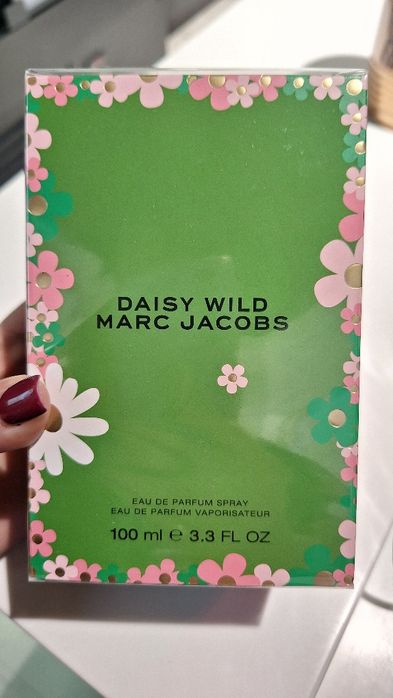 DAISY WILD
MARC JACOBS
EAU DE PARFUM SPRAY
EAU DE PARFUM VAPORISATEUR
100 ml ℮ 3.3 FL OZ